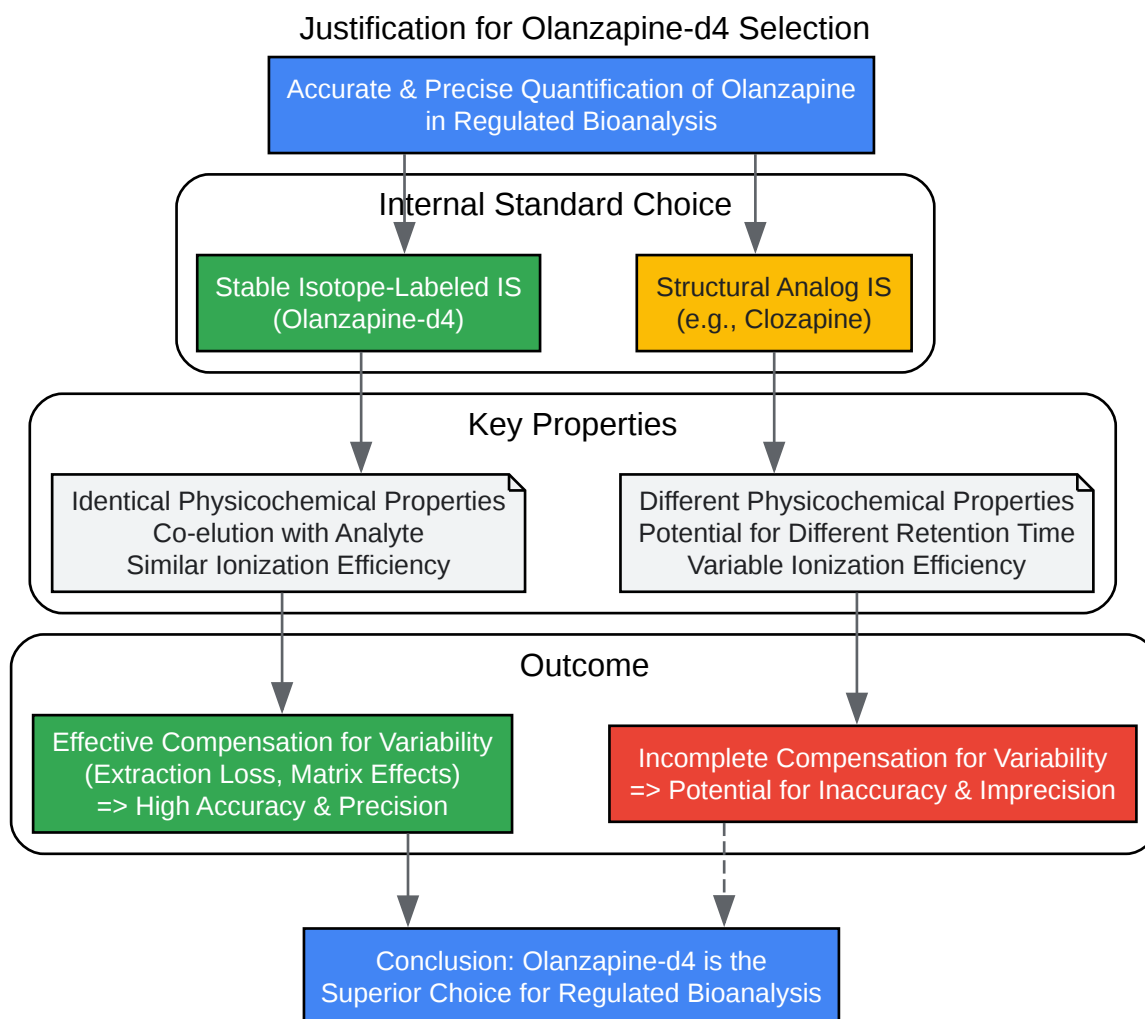 Justification for Olanzapine-d4 Selection
Accurate & Precise Quantification of Olanzapine
in Regulated Bioanalysis
Internal Standard Choice
Stable Isotope-Labeled IS
(Olanzapine-d4)
Structural Analog IS
(e.g., Clozapine)
Key Properties
Identical Physicochemical Properties
Co-elution with Analyte
Similar Ionization Efficiency
Different Physicochemical Properties
Potential for Different Retention Time
Variable Ionization Efficiency
Outcome
Effective Compensation for Variability
(Extraction Loss, Matrix Effects)
=> High Accuracy & Precision
Incomplete Compensation for Variability
=> Potential for Inaccuracy & Imprecision
Conclusion: Olanzapine-d4 is the
Superior Choice for Regulated Bioanalysis